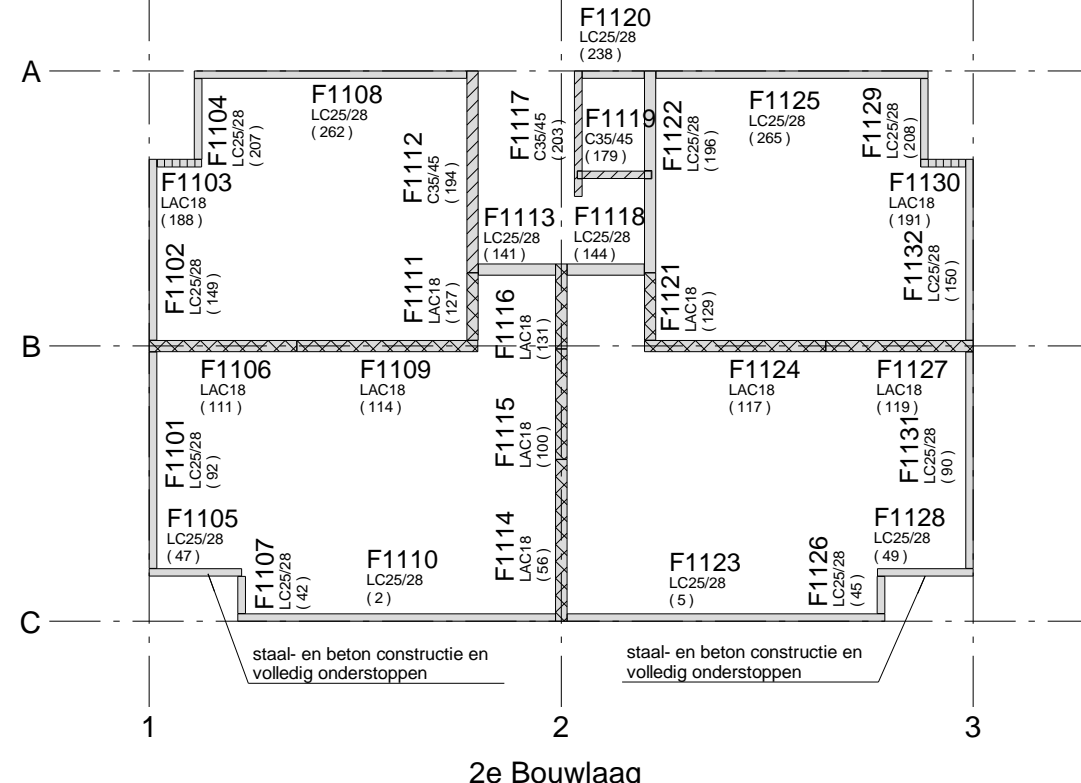 F1120
LC25/28
( 238 )
A
F1104
LC25/28
( 207 )
F1108
LC25/28
( 262 )
F1112
C35/45
( 194 )
F1117
C35/45
( 203 )
F1119
C35/45
( 179 )
F1122
LC25/28
( 196 )
F1125
LC25/28
( 265 )
F1129
LC25/28
( 208 )
F1103
LAC18
( 188 )
F1130
LAC18
( 191 )
F1102
LC25/28
( 149 )
F1111
LAC18
( 127 )
F1113
LC25/28
( 141 )
F1118
LC25/28
( 144 )
F1121
LAC18
( 129 )
F1132
LC25/28
( 150 )
F1116
LAC18
( 131 )
B
F1106
LAC18
( 111 )
F1109
LAC18
( 114 )
F1124
LAC18
( 117 )
F1127
LAC18
( 119 )
F1101
LC25/28
( 92 )
F1115
LAC18
( 100 )
F1131
LC25/28
( 90 )
F1105
LC25/28
( 47 )
F1107
LC25/28
( 42 )
F1110
LC25/28
( 2 )
F1114
LAC18
( 56 )
F1123
LC25/28
( 5 )
F1126
LC25/28
( 45 )
F1128
LC25/28
( 49 )
C
staal- en beton constructie en
volledig onderstoppen
staal- en beton constructie en
volledig onderstoppen
1
2
3
2e Bouwlaag